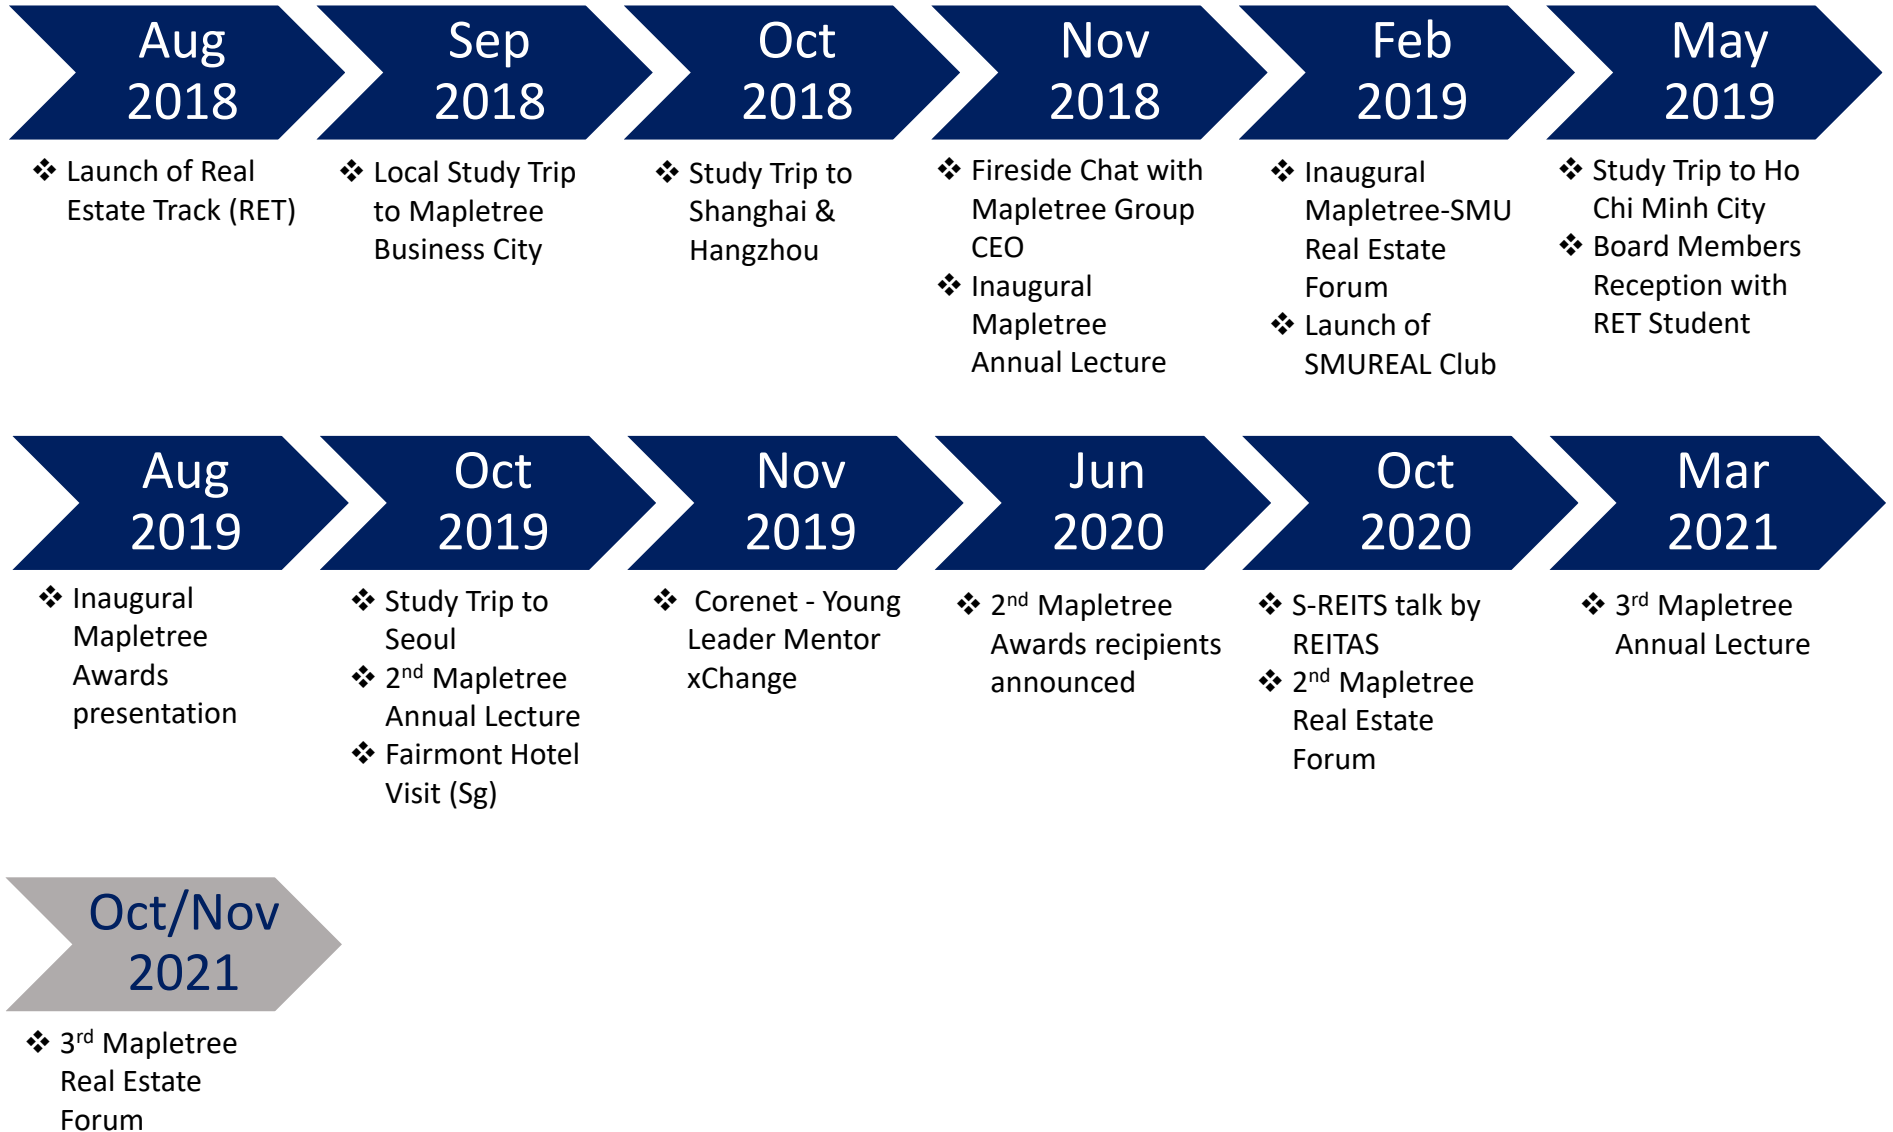 Aug
2018
❖ Launch of Real
Estate Track (RET)
Sep
2018
❖ Local Study Trip
to Mapletree
Business City
Oct
2018
❖ Study Trip to
Shanghai &
Hangzhou
Nov
2018
❖ Fireside Chat with
Mapletree Group
CEO
❖ Inaugural
Mapletree
Annual Lecture
Feb
2019
❖ Inaugural
Mapletree-SMU
Real Estate
Forum
❖ Launch of
SMUREAL Club
May
2019
❖ Study Trip to Ho
Chi Minh City
❖ Board Members
Reception with
RET Student
Aug
2019
❖ Inaugural
Mapletree
Awards
presentation
Oct
2019
❖ Study Trip to
Seoul
❖ 2nd Mapletree
Annual Lecture
❖ Fairmont Hotel
Visit (Sg)
Nov
2019
❖ Corenet - Young
Leader Mentor
xChange
Jun
2020
❖ 2nd Mapletree
Awards recipients
announced
Oct
2020
❖ S-REITS talk by
REITAS
❖ 2nd Mapletree
Real Estate
Forum
Mar
2021
❖ 3rd Mapletree
Annual Lecture
Oct/Nov
2021
❖ 3rd Mapletree
Real Estate
Forum